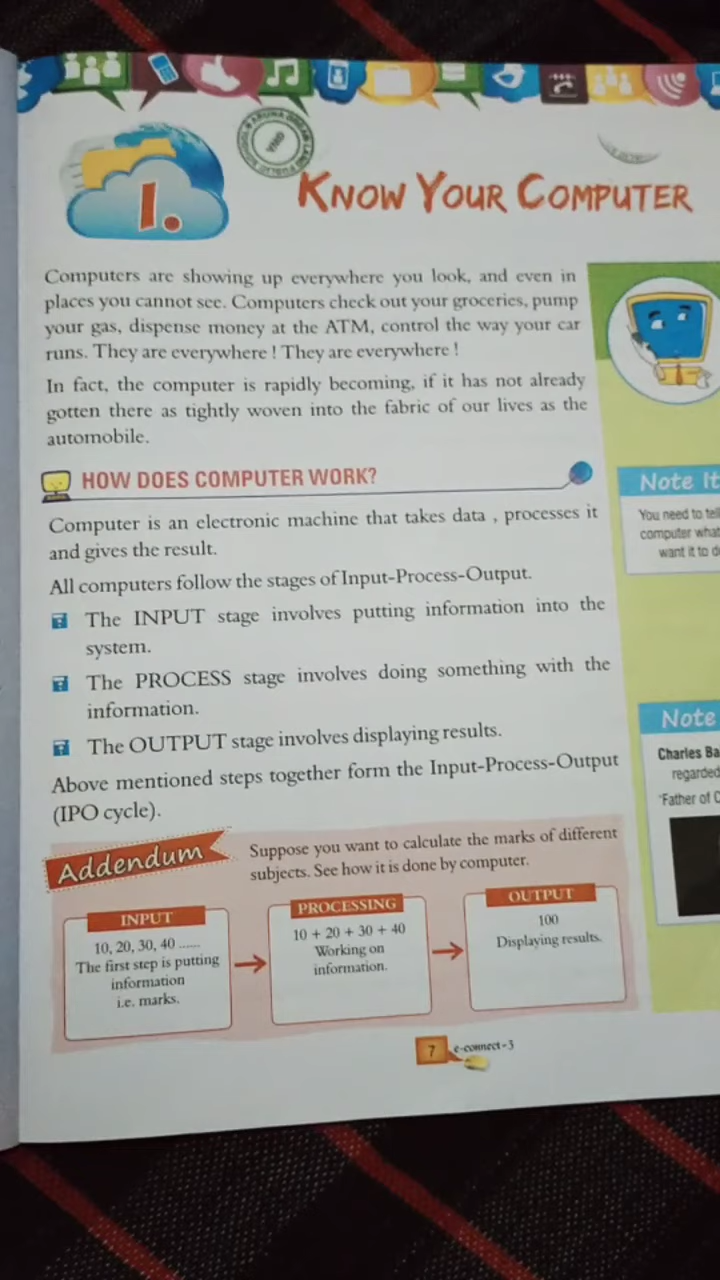 1.
KNOW YOUR COMPUTER
Computers are showing up everywhere you look, and even in
places you cannot see. Computers check out your groceries, pump
your gas, dispense money at the ATM, control the way your car
runs. They are everywhere ! They are everywhere !
In fact, the computer is rapidly becoming, if it has not already
gotten there as tightly woven into the fabric of our lives as the
automobile.
HOW DOES COMPUTER WORK?
Computer is an electronic machine that takes data , processes it
and gives the result.
All computers follow the stages of Input-Process-Output.
The INPUT stage involves putting information into the
system.
The PROCESS stage involves doing something with the
information.
The OUTPUT stage involves displaying results.
Above mentioned steps together form the Input-Process-Output
(IPO cycle).
Note It
You need to tell
computer what
want it to d
Note
Charles Ba
regarded
'Father of C
Addendum
Suppose you want to calculate the marks of different
subjects. See how it is done by computer.
INPUT
10, 20, 30, 40 ......
The first step is putting
information
i.e. marks.
PROCESSING
10 + 20 + 30 + 40
Working on
information.
OUTPUT
100
Displaying results.
7
e-connect-3